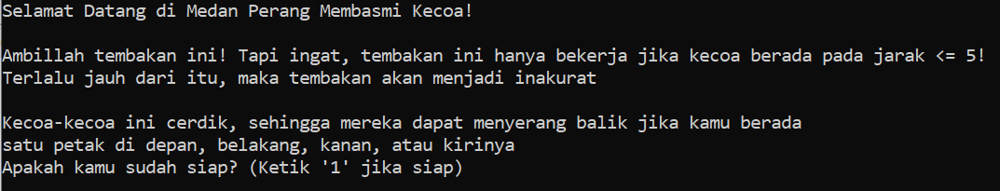 Selamat Datang di Medan Perang Membasmi Kecoa!
Ambillah tembakan ini! Tapi ingat, tembakan ini hanya bekerja jika kecoa berada pada jarak <= 5!
Terlalu jauh dari itu, maka tembakan akan menjadi inakurat
Kecoa-kecoa ini cerdik, sehingga mereka dapat menyerang balik jika kamu berada
satu petak di depan, belakang, kanan, atau kirinya
Apakah kamu sudah siap? (Ketik '1' jika siap)